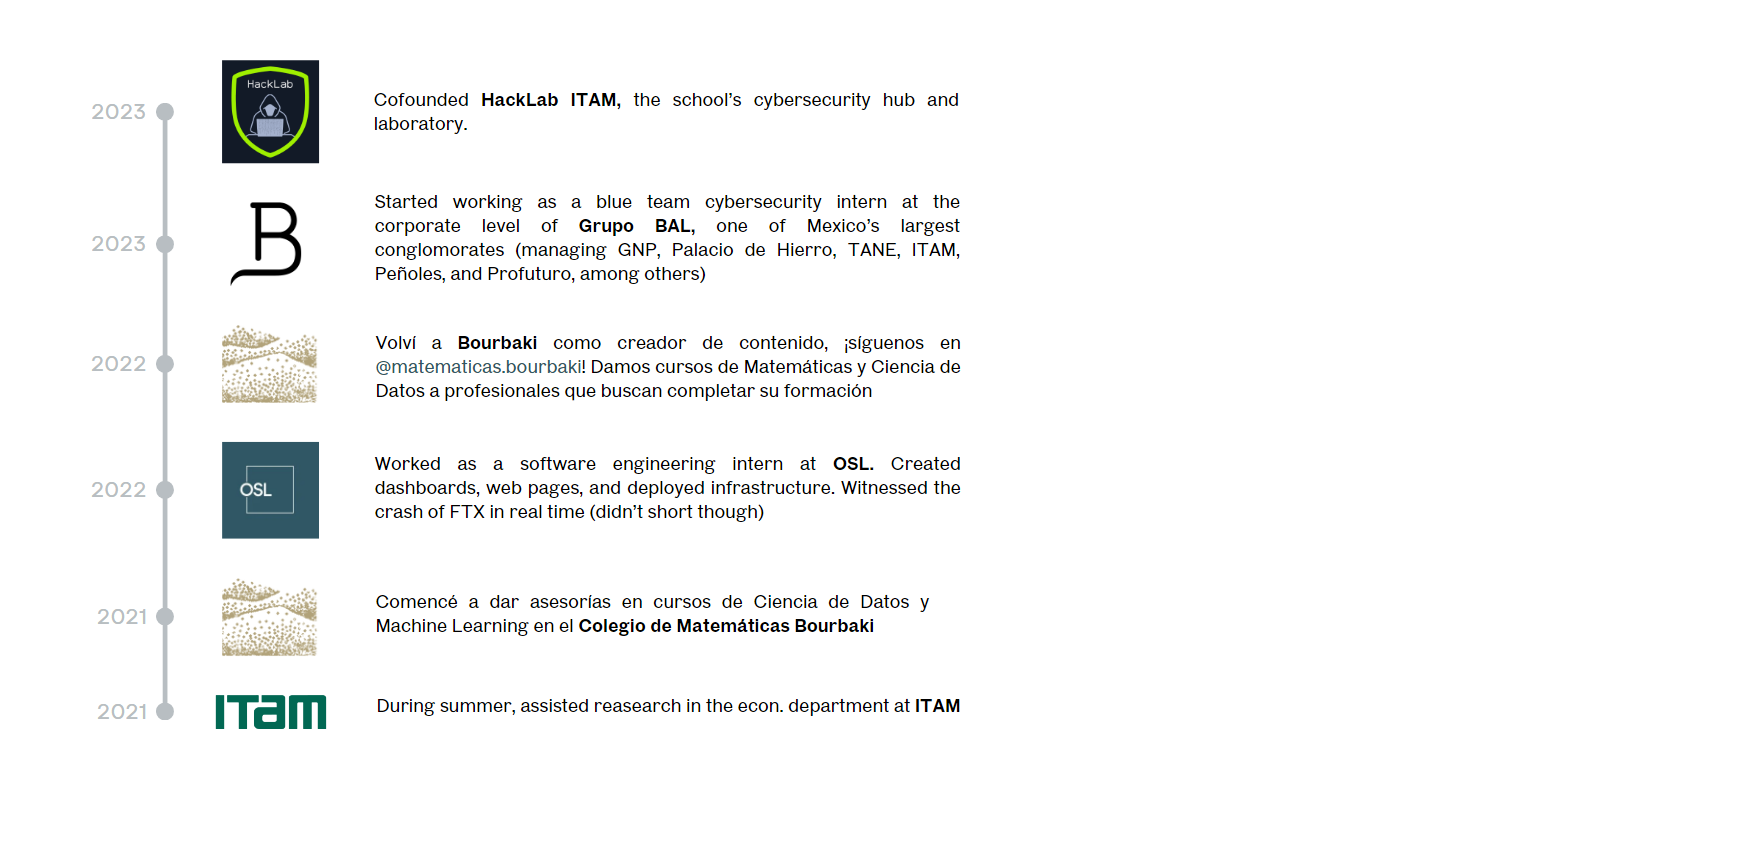 2023
HackLab
Cofounded HackLab ITAM, the school’s cybersecurity hub and
laboratory.
2023
B
Started working as a blue team cybersecurity intern at the
corporate level of Grupo BAL, one of Mexico’s largest
conglomorates (managing GNP, Palacio de Hierro, TANE, ITAM,
Peñoles, and Profuturo, among others)
2022
Volví a Bourbaki como creador de contenido, ¡síguenos en
@matematicas.bourbaki! Damos cursos de Matemáticas y Ciencia de
Datos a profesionales que buscan completar su formación
2022
OSL
Worked as a software engineering intern at OSL. Created
dashboards, web pages, and deployed infrastructure. Witnessed the
crash of FTX in real time (didn’t short though)
2021
Comencé a dar asesorías en cursos de Ciencia de Datos y
Machine Learning en el Colegio de Matemáticas Bourbaki
2021
ITam
During summer, assisted reasearch in the econ. department at ITAM